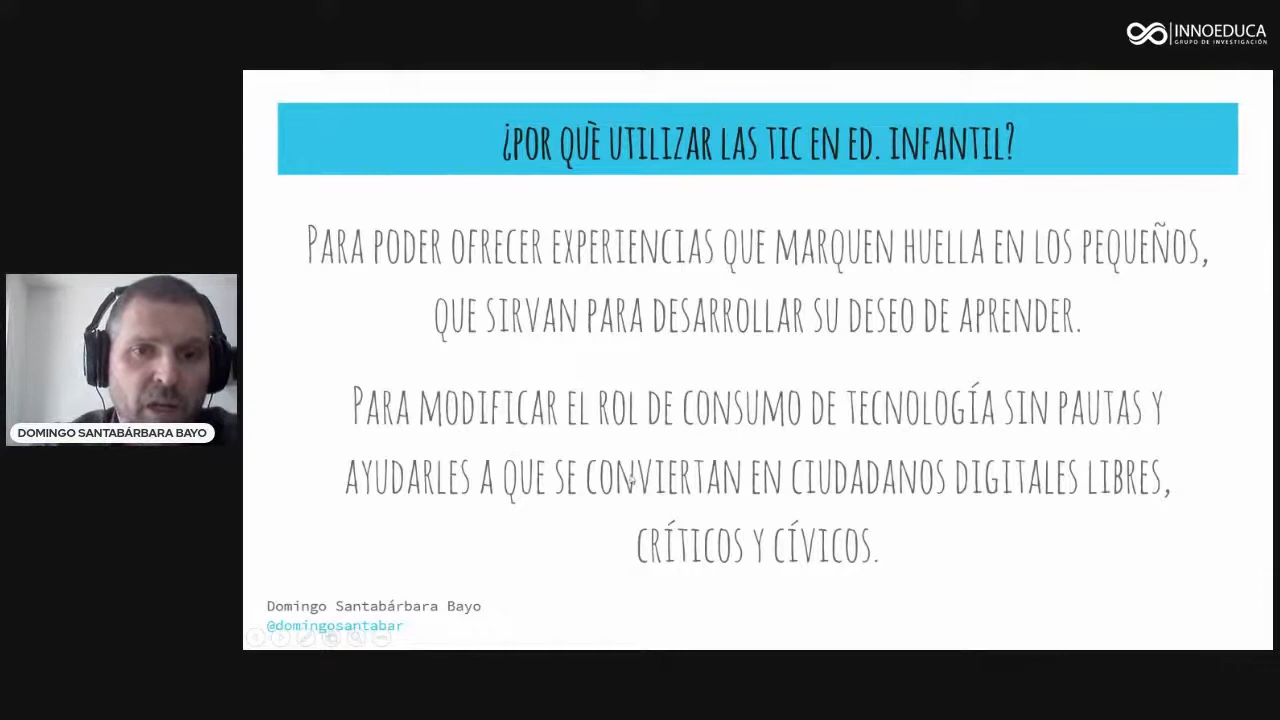 INNOEDUCA
GRUPO DE INVESTIGACIÓN
¿POR QUÈ UTILIZAR LAS TIC EN ED. INFANTIL?
PARA PODER OFRECER EXPERIENCIAS QUE MARQUEN HUELLA EN LOS PEQUEÑOS,
QUE SIRVAN PARA DESARROLLAR SU DESEO DE APRENDER.
PARA MODIFICAR EL ROL DE CONSUMO DE TECNOLOGÍA SIN PAUTAS Y
AYUDARLES A QUE SE CONVIERTAN EN CIUDADANOS DIGITALES LIBRES,
CRÍTICOS Y CÍVICOS.
DOMINGO SANTABÁRBARA BAYO
Domingo Santabárbara Bayo
@domingosantabar